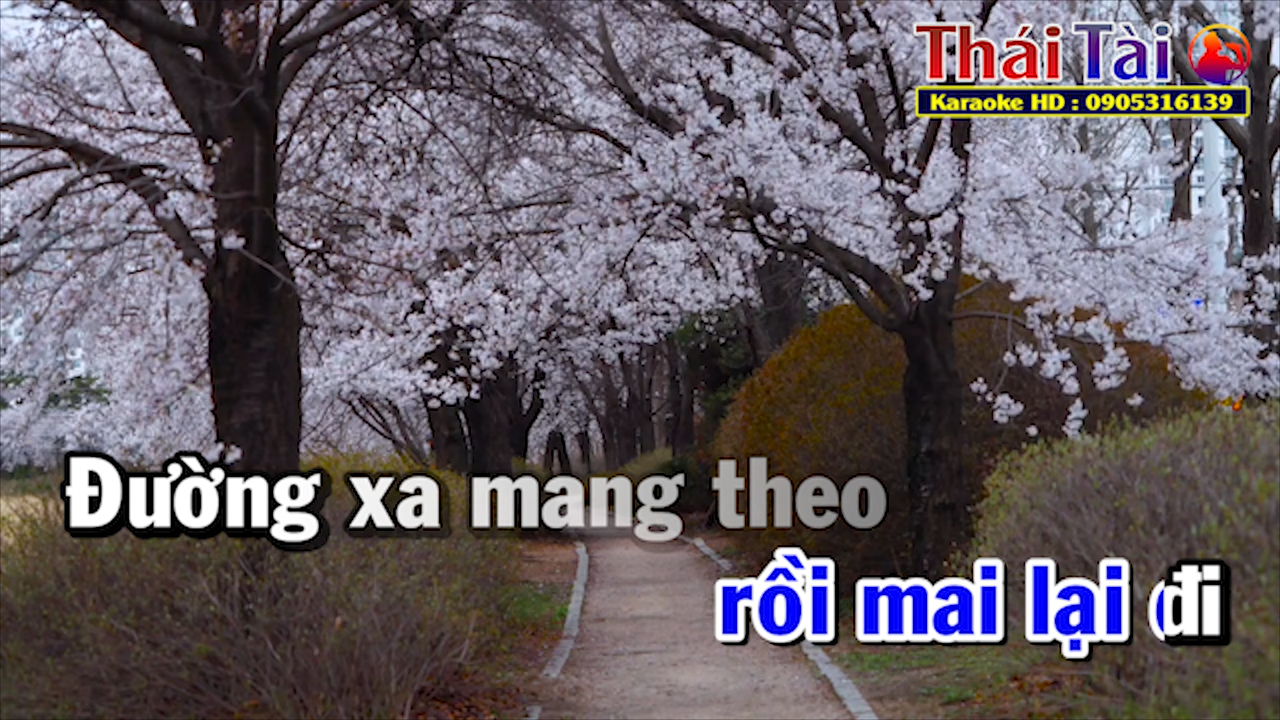 Thái Tài
Karaoke HD : 0905316139
Đường xa mang theo
rồi mai lại đi